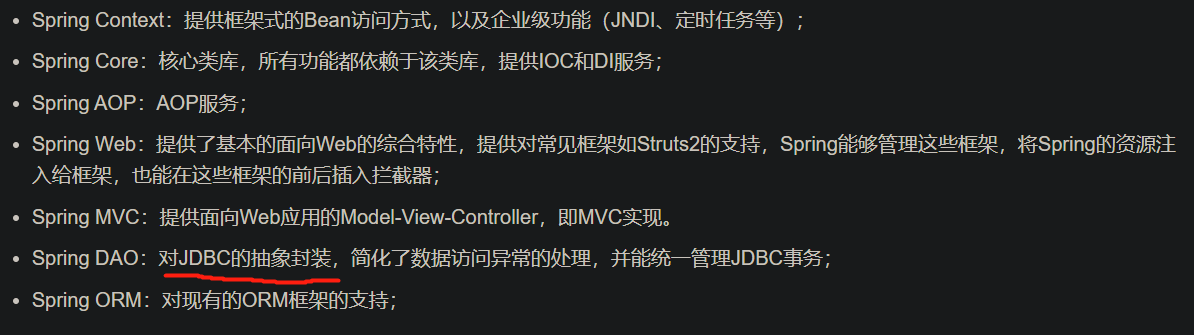 Spring Context：提供框架式的Bean访问方式，以及企业级功能（JNDI、定时任务等）;
Spring Core：核心类库，所有功能都依赖于该类库，提供IOC和DI服务;
Spring AOP：AOP服务;
Spring Web：提供了基本的面向Web的综合特性，提供对常见框架如Struts2的支持，Spring能够管理这些框架，将Spring的资源注
入给框架，也能在这些框架的前后插入拦截器;
Spring MVC：提供面向Web应用的Model-View-Controller，即MVC实现。
Spring DAO：对JDBC的抽象封装，简化了数据访问异常的处理，并能统一管理JDBC事务;
Spring ORM：对现有的ORM框架的支持;